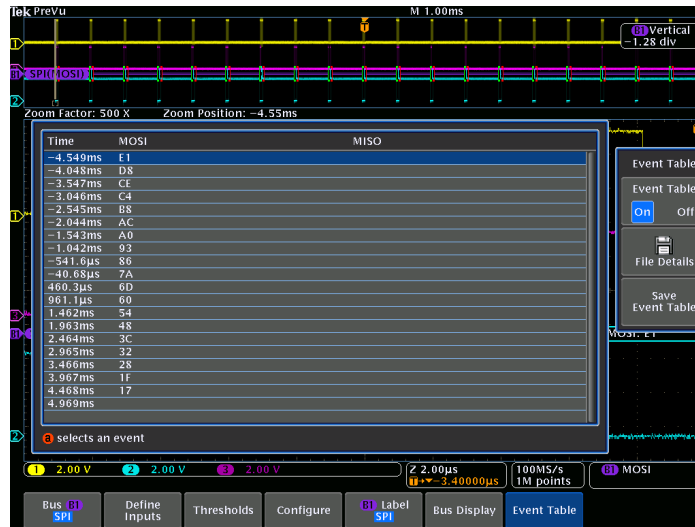 Tek PreVu M 1.00ms
B1 Vertical
−1.28 div
1
B1 SPI(MOSI)
2
Zoom Factor: 500 X Zoom Position: −4.55ms
Time MOSI MISO
−4.549ms E1
−4.048ms D8
−3.547ms CE
−3.046ms C4
−2.545ms B8
−2.044ms AC
−1.543ms A0
−1.042ms 93
−541.6µs 86
−40.68µs 7A
460.3µs 6D
961.1µs 60
1.462ms 54
1.963ms 48
2.464ms 3C
2.965ms 32
3.466ms 28
3.967ms 1F
4.468ms 17
4.969ms
a selects an event
1
3
B1
2
Event Table
Event Table
On Off
File Details
Save
Event Table
MOSI: E1
1 2.00 V 2 2.00 V 3 2.00 V
Z 2.00µs
T→▼−3.40000µs
100MS/s
1M points
B1 MOSI
Bus B1
SPI
Define
Inputs
Thresholds
Configure
B1 Label
SPI
Bus Display
Event Table